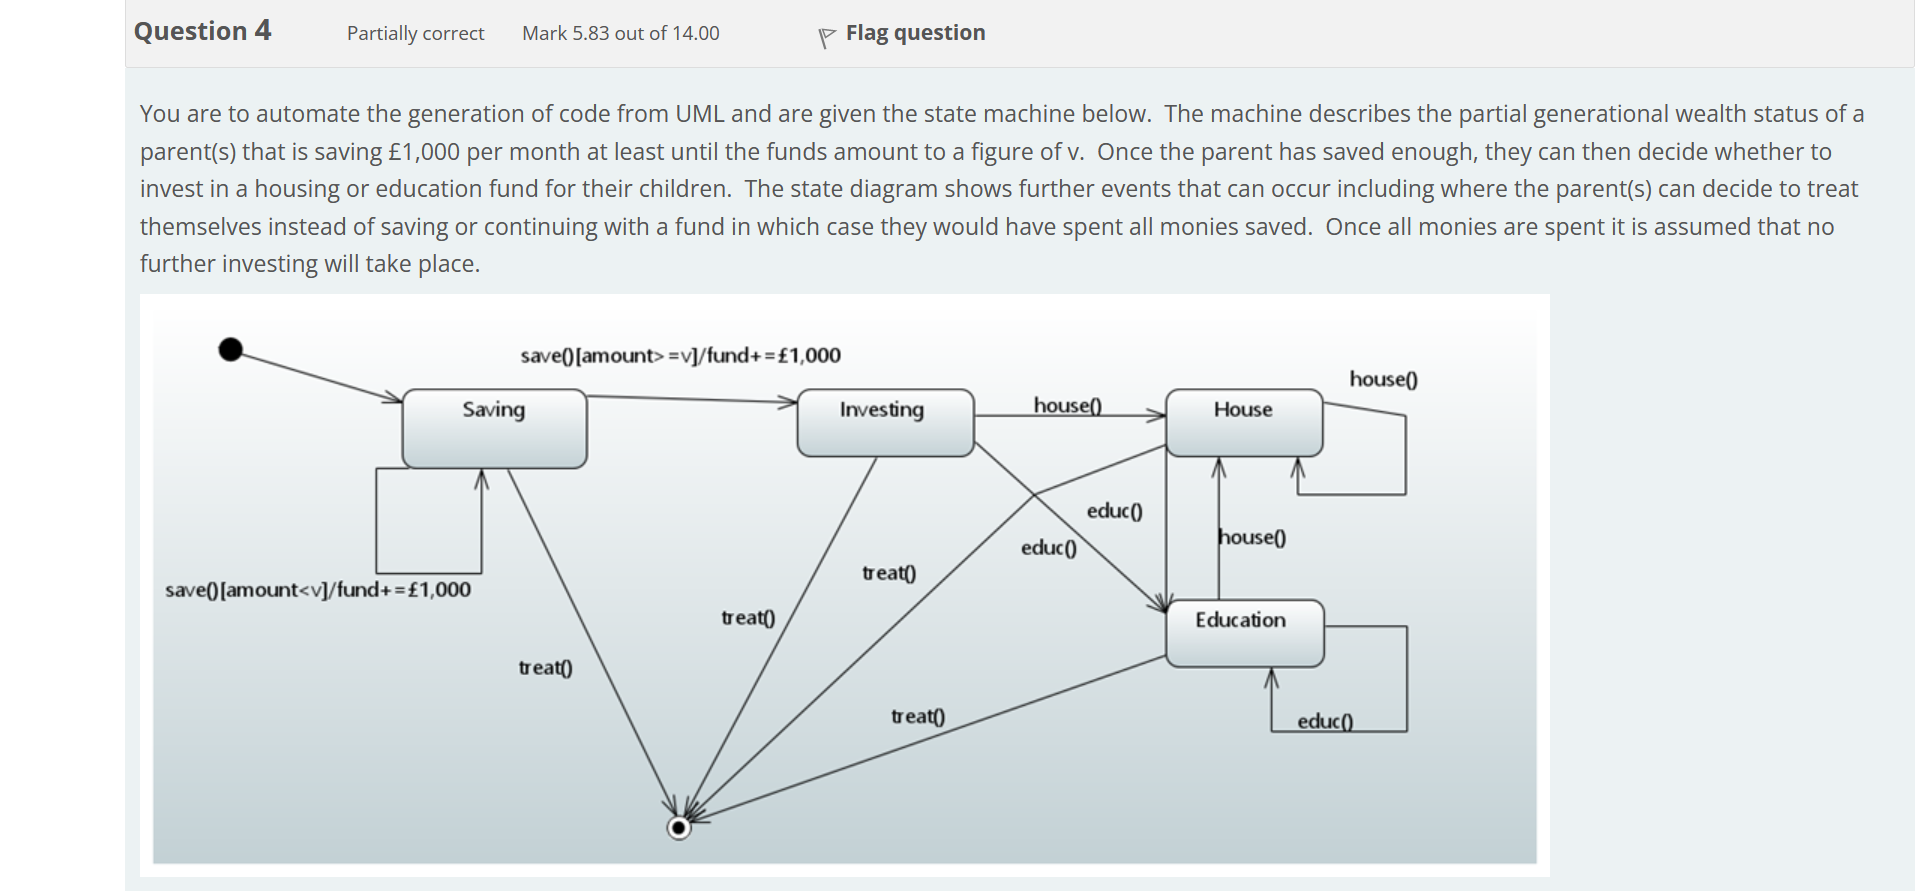 Question 4 Partially correct Mark 5.83 out of 14.00 Flag question
You are to automate the generation of code from UML and are given the state machine below. The machine describes the partial generational wealth status of a
parent(s) that is saving £1,000 per month at least until the funds amount to a figure of v. Once the parent has saved enough, they can then decide whether to
invest in a housing or education fund for their children. The state diagram shows further events that can occur including where the parent(s) can decide to treat
themselves instead of saving or continuing with a fund in which case they would have spent all monies saved. Once all monies are spent it is assumed that no
further investing will take place.
save()[amount>=v]/fund+=£1,000
house()
Saving
Investing
house()
House
educ()
house()
educ()
treat()
save()[amount<v]/fund+=£1,000
treat()
Education
treat()
treat()
educ()